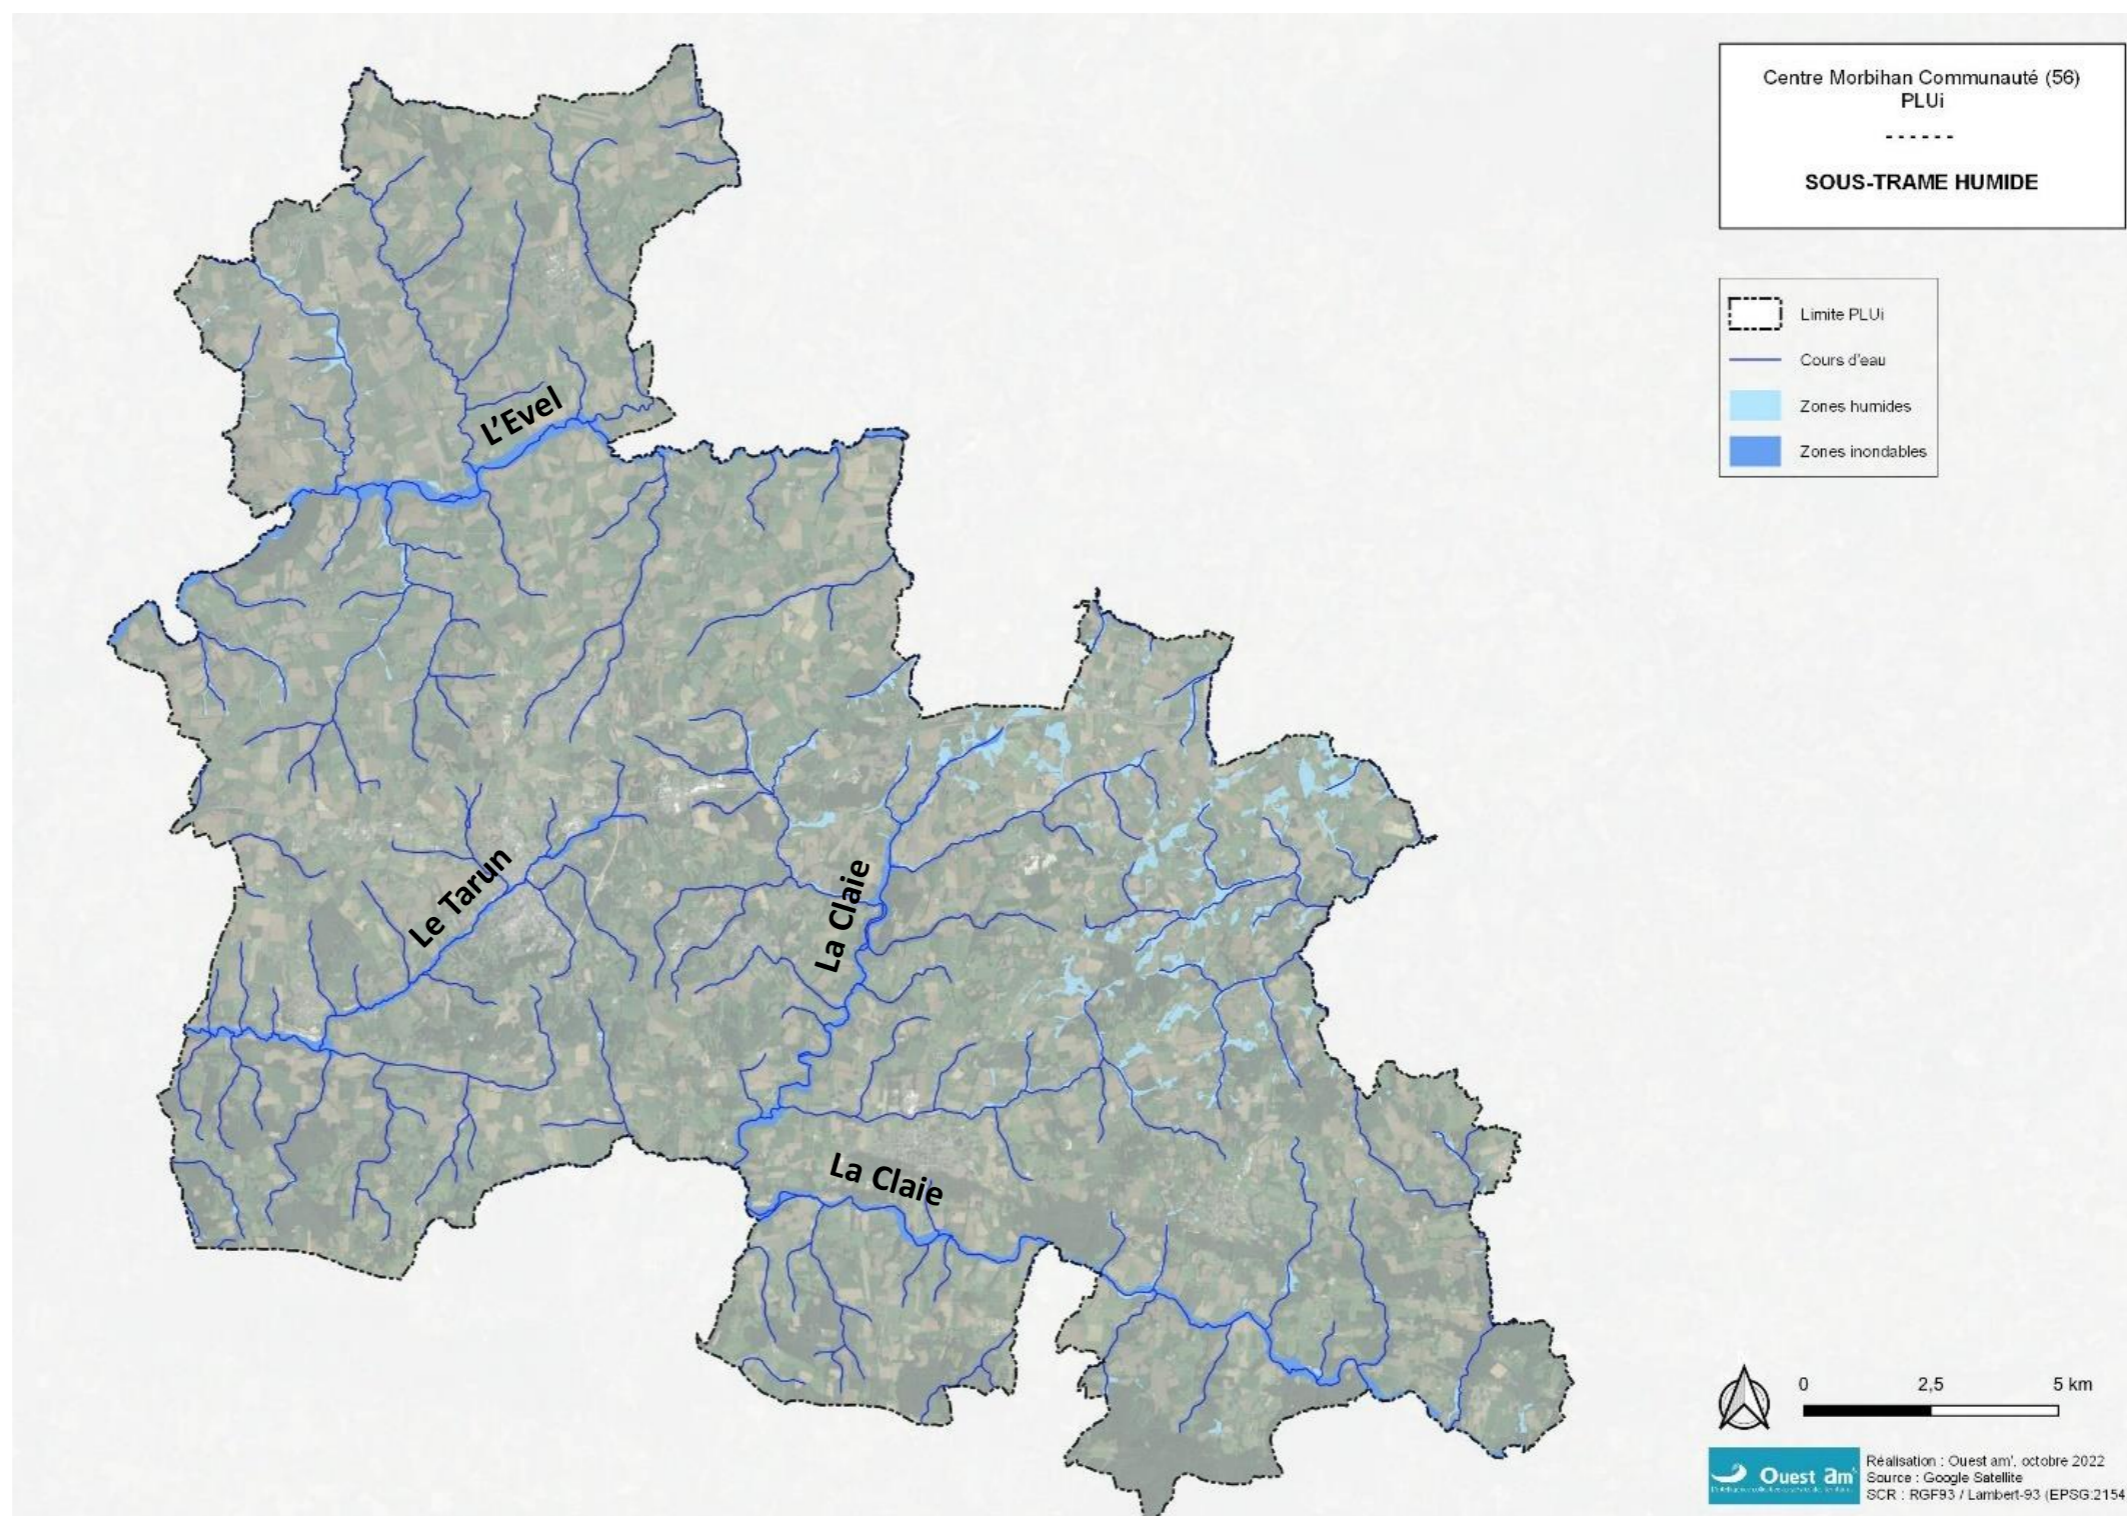 Centre Morbihan Communauté (56)
PLUi
- - - - - -
SOUS-TRAME HUMIDE
Limite PLUi
Cours d'eau
Zones humides
Zones inondables
L'Evel
Le Tarun
La Claie
La Claie
0 2,5 5 km
Ouest am'
Réalisation : Ouest am', octobre 2022
Source : Google Satellite
SCR : RGF93 / Lambert-93 (EPSG:2154